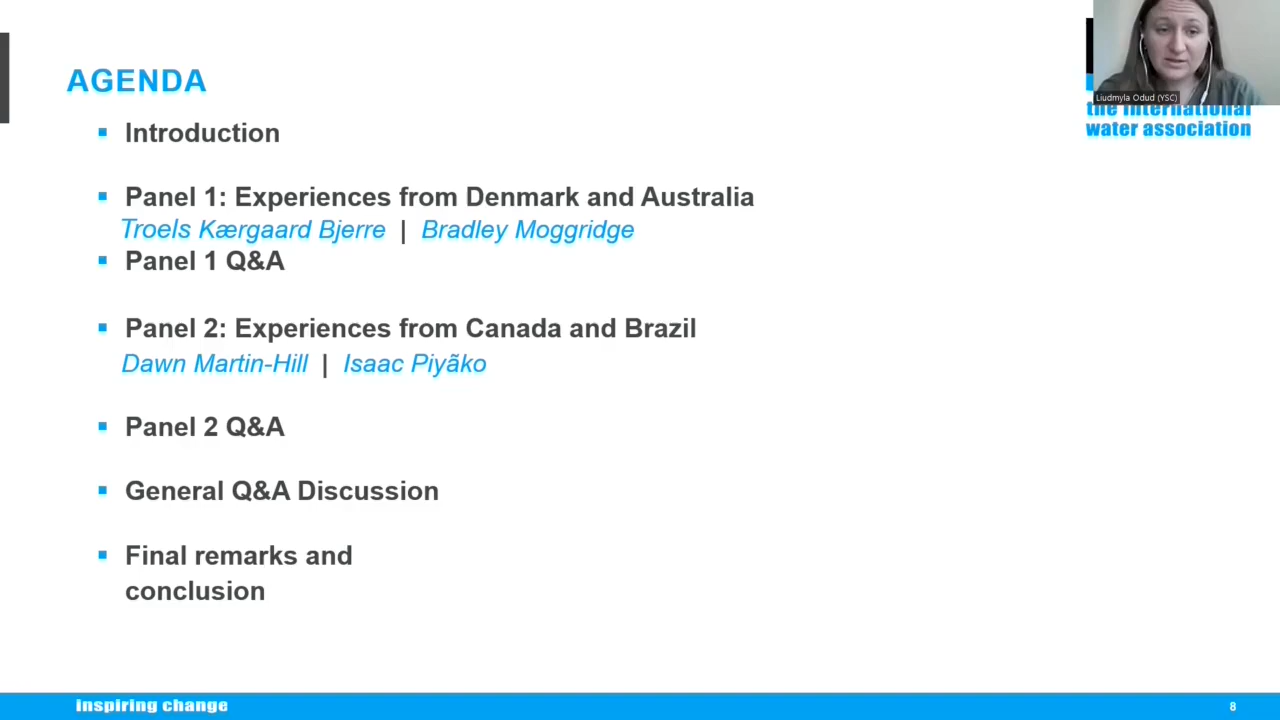 AGENDA
Liudmyla Odud (YSC)
the international
water association
Introduction
Panel 1: Experiences from Denmark and Australia
Troels Kærgaard Bjerre | Bradley Moggridge
Panel 1 Q&A
Panel 2: Experiences from Canada and Brazil
Dawn Martin-Hill | Isaac Piyãko
Panel 2 Q&A
General Q&A Discussion
Final remarks and
conclusion
inspiring change
8